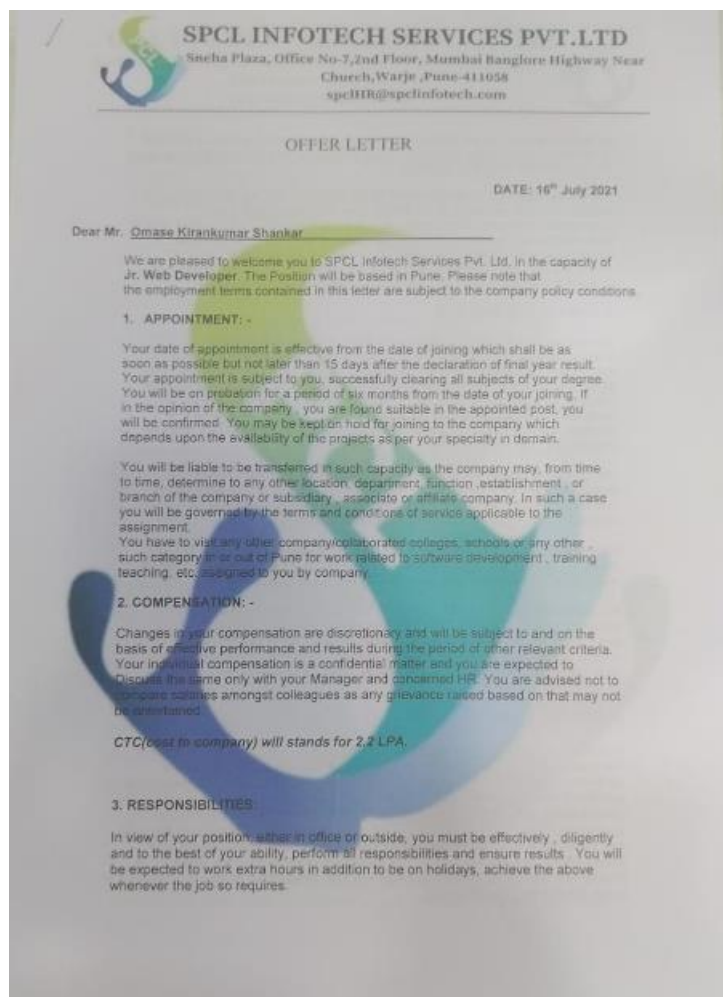 SPCL
SPCL INFOTECH SERVICES PVT.LTD
Sneha Plaza, Office No-7,2nd Floor, Mumbai Banglore Highway Near
Church,Warje ,Pune-411058
spclHR@spclinfotech.com
OFFER LETTER
DATE: 16th July 2021
Dear Mr. Omase Kirankumar Shankar
We are pleased to welcome you to SPCL Infotech Services Pvt. Ltd. in the capacity of
Jr. Web Developer. The Position will be based in Pune. Please note that
the employment terms contained in this letter are subject to the company policy conditions
1. APPOINTMENT: -
Your date of appointment is effective from the date of joining which shall be as
soon as possible but not later than 15 days after the declaration of final year result.
Your appointment is subject to you, successfully clearing all subjects of your degree.
You will be on probation for a period of six months from the date of your joining. If
in the opinion of the company , you are found suitable in the appointed post, you
will be confirmed. You may be kept on hold for joining to the company which
depends upon the availability of the projects as per your specialty in domain.
You will be liable to be transferred in such capacity as the company may, from time
to time, determine to any other location, department, function ,establishment , or
branch of the company or subsidiary , associate or affiliate company. In such a case
you will be governed by the terms and conditions of service applicable to the
assignment.
You have to visit any other company/collaborated colleges, schools or any other ,
such category in or out of Pune for work related to software development , training
teaching, etc. assigned to you by company.
2. COMPENSATION: -
Changes in your compensation are discretionary and will be subject to and on the
basis of effective performance and results during the period of other relevant criteria.
Your individual compensation is a confidential matter and you are expected to
Discuss the same only with your Manager and concerned HR. You are advised not to
compare salaries amongst colleagues as any grievance raised based on that may not
be entertained.
CTC(cost to company) will stands for 2.2 LPA.
3. RESPONSIBILITIES:
In view of your position, either in office or outside, you must be effectively , diligently
and to the best of your ability, perform all responsibilities and ensure results . You will
be expected to work extra hours in addition to be on holidays, achieve the above
whenever the job so requires.